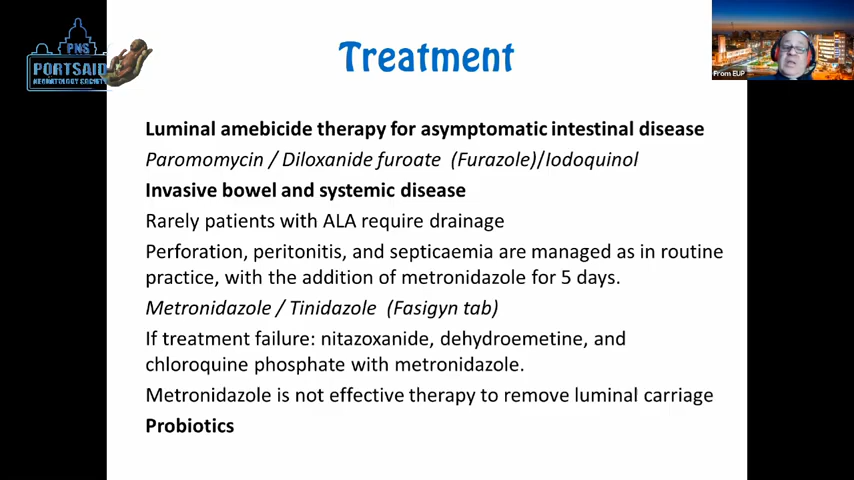 PNS
PORTSAID
NEONATOLOGY SOCIETY
Treatment
From EUP
Luminal amebicide therapy for asymptomatic intestinal disease
Paromomycin / Diloxanide furoate (Furazole)/Iodoquinol
Invasive bowel and systemic disease
Rarely patients with ALA require drainage
Perforation, peritonitis, and septicaemia are managed as in routine
practice, with the addition of metronidazole for 5 days.
Metronidazole / Tinidazole (Fasigyn tab)
If treatment failure: nitazoxanide, dehydroemetine, and
chloroquine phosphate with metronidazole.
Metronidazole is not effective therapy to remove luminal carriage
Probiotics